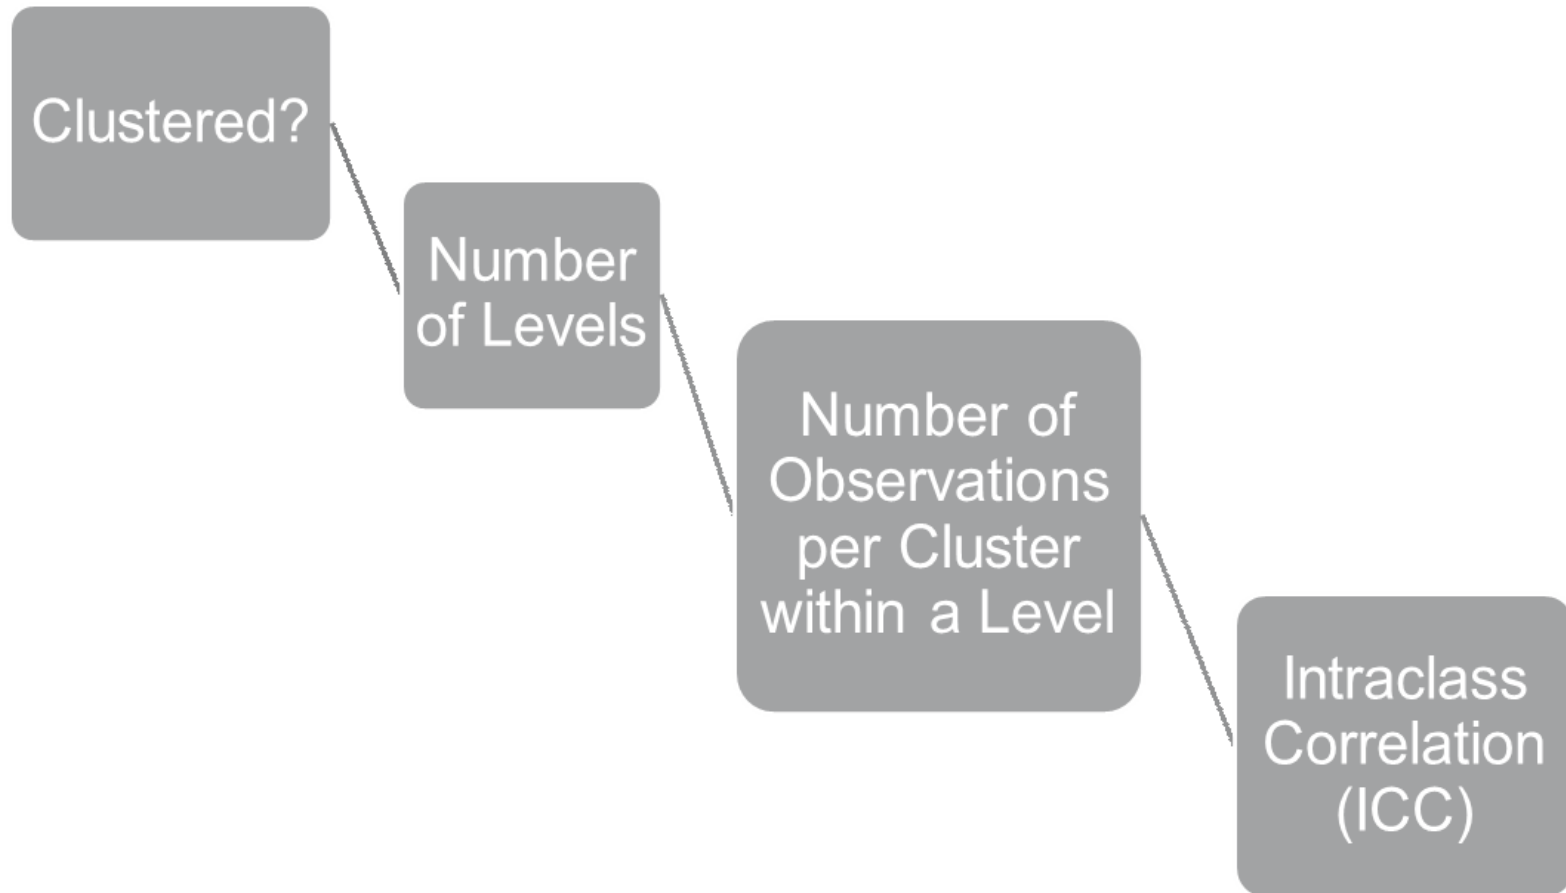 Clustered?
Number
of Levels
Number of
Observations
per Cluster
within a Level
Intraclass
Correlation
(ICC)